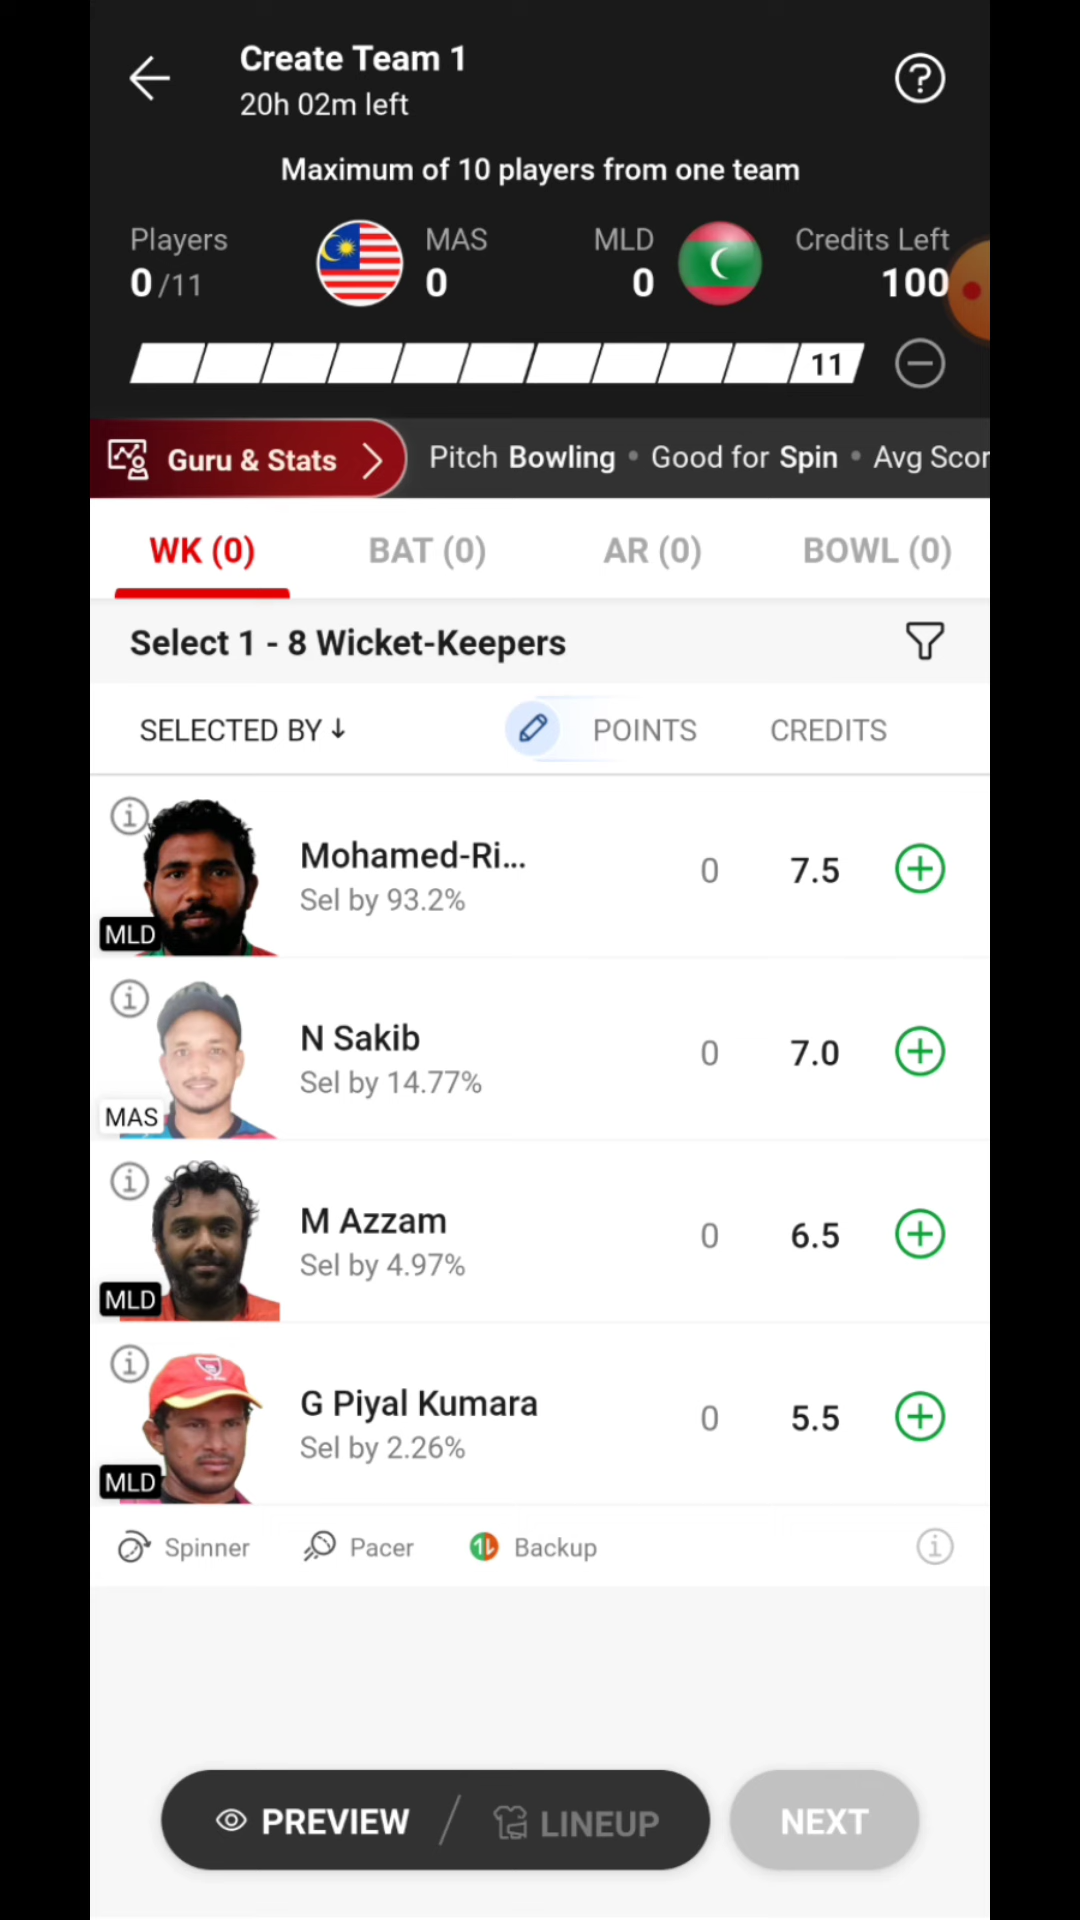 Create Team 1
20h 02m left
Maximum of 10 players from one team
Players MAS MLD Credits Left
0 /11 0 0 100
11
Guru & Stats Pitch Bowling • Good for Spin • Avg Scor
WK (0) BAT (0) AR (0) BOWL (0)
Select 1 - 8 Wicket-Keepers
SELECTED BY ↓ POINTS CREDITS
Mohamed-Ri... 0 7.5
Sel by 93.2%
MLD
N Sakib 0 7.0
Sel by 14.77%
MAS
M Azzam 0 6.5
Sel by 4.97%
MLD
G Piyal Kumara 0 5.5
Sel by 2.26%
MLD
Spinner Pacer Backup
PREVIEW / LINEUP NEXT